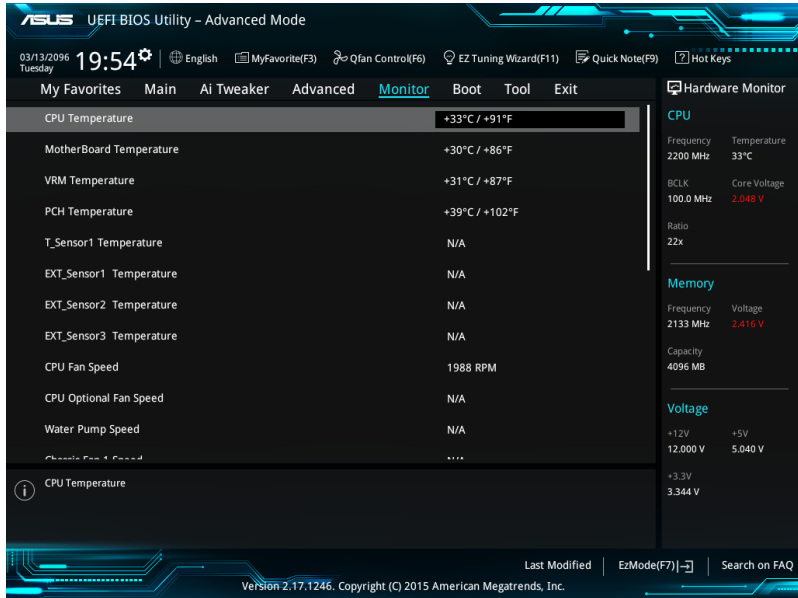 ASUS UEFI BIOS Utility – Advanced Mode
03/13/2096
Tuesday
19:54
English
MyFavorite(F3)
Qfan Control(F6)
EZ Tuning Wizard(F11)
Quick Note(F9)
? Hot Keys
My Favorites Main Ai Tweaker Advanced Monitor Boot Tool Exit
CPU Temperature +33°C / +91°F
MotherBoard Temperature +30°C / +86°F
VRM Temperature +31°C / +87°F
PCH Temperature +39°C / +102°F
T_Sensor1 Temperature N/A
EXT_Sensor1 Temperature N/A
EXT_Sensor2 Temperature N/A
EXT_Sensor3 Temperature N/A
CPU Fan Speed 1988 RPM
CPU Optional Fan Speed N/A
Water Pump Speed N/A
Chassis Fan 1 Speed N/A
i CPU Temperature
Hardware Monitor
CPU
Frequency Temperature
2200 MHz 33°C
BCLK Core Voltage
100.0 MHz 2.048 V
Ratio
22x
Memory
Frequency Voltage
2133 MHz 2.416 V
Capacity
4096 MB
Voltage
+12V +5V
12.000 V 5.040 V
+3.3V
3.344 V
Last Modified EzMode(F7) Search on FAQ
Version 2.17.1246. Copyright (C) 2015 American Megatrends, Inc.